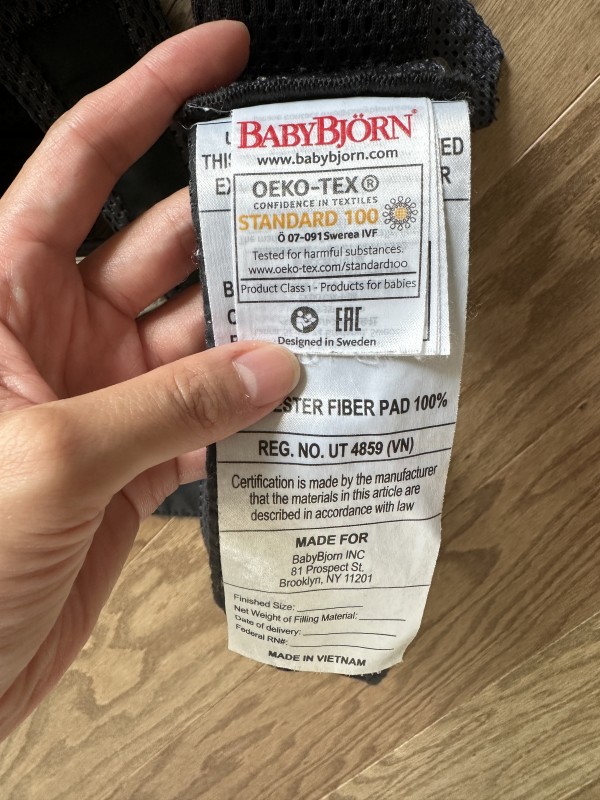 BABYBJÖRN®
www.babybjorn.com
OEKO-TEX®
CONFIDENCE IN TEXTILES
STANDARD 100
Ö 07-091 Swerea IVF
Tested for harmful substances.
www.oeko-tex.com/standard100
Product Class 1 - Products for babies
EAC
Designed in Sweden
FIBER PAD 100%
REG. NO. UT 4859 (VN)
Certification is made by the manufacturer
that the materials in this article are
described in accordance with law
MADE FOR
BabyBjorn INC
81 Prospect St.
Brooklyn, NY 11201
Finished Size:
Net Weight of Filling Material:
Date of delivery:
Federal RN#:
MADE IN VIETNAM